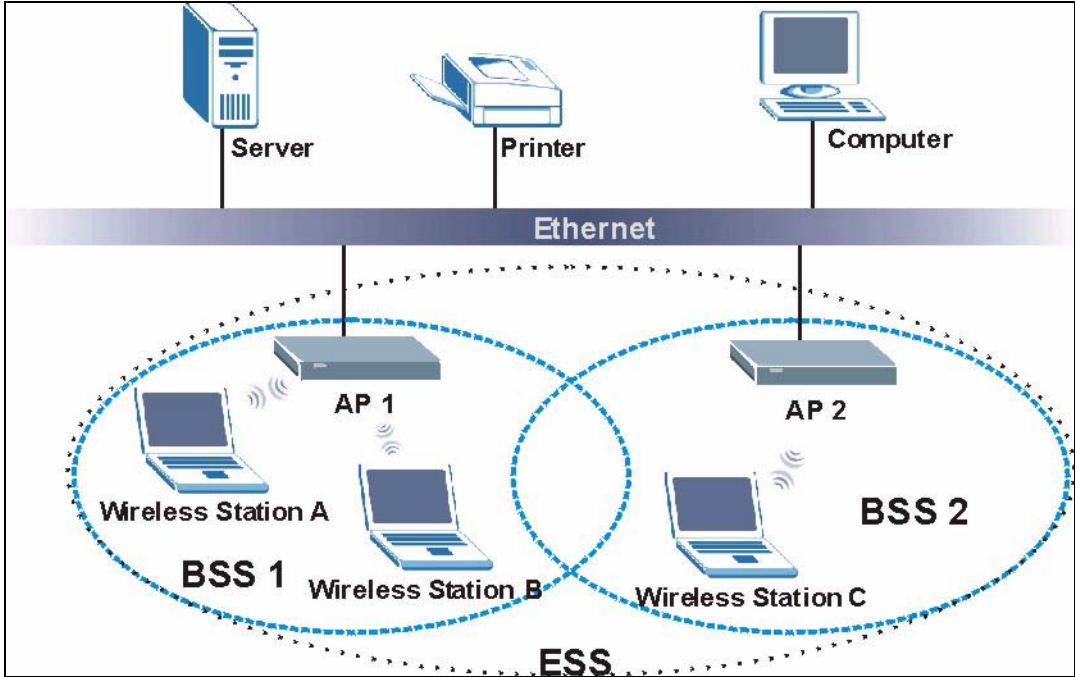 Server
Printer
Computer
Ethernet
AP 1
AP 2
Wireless Station A
BSS 2
BSS 1
Wireless Station B
Wireless Station C
ESS